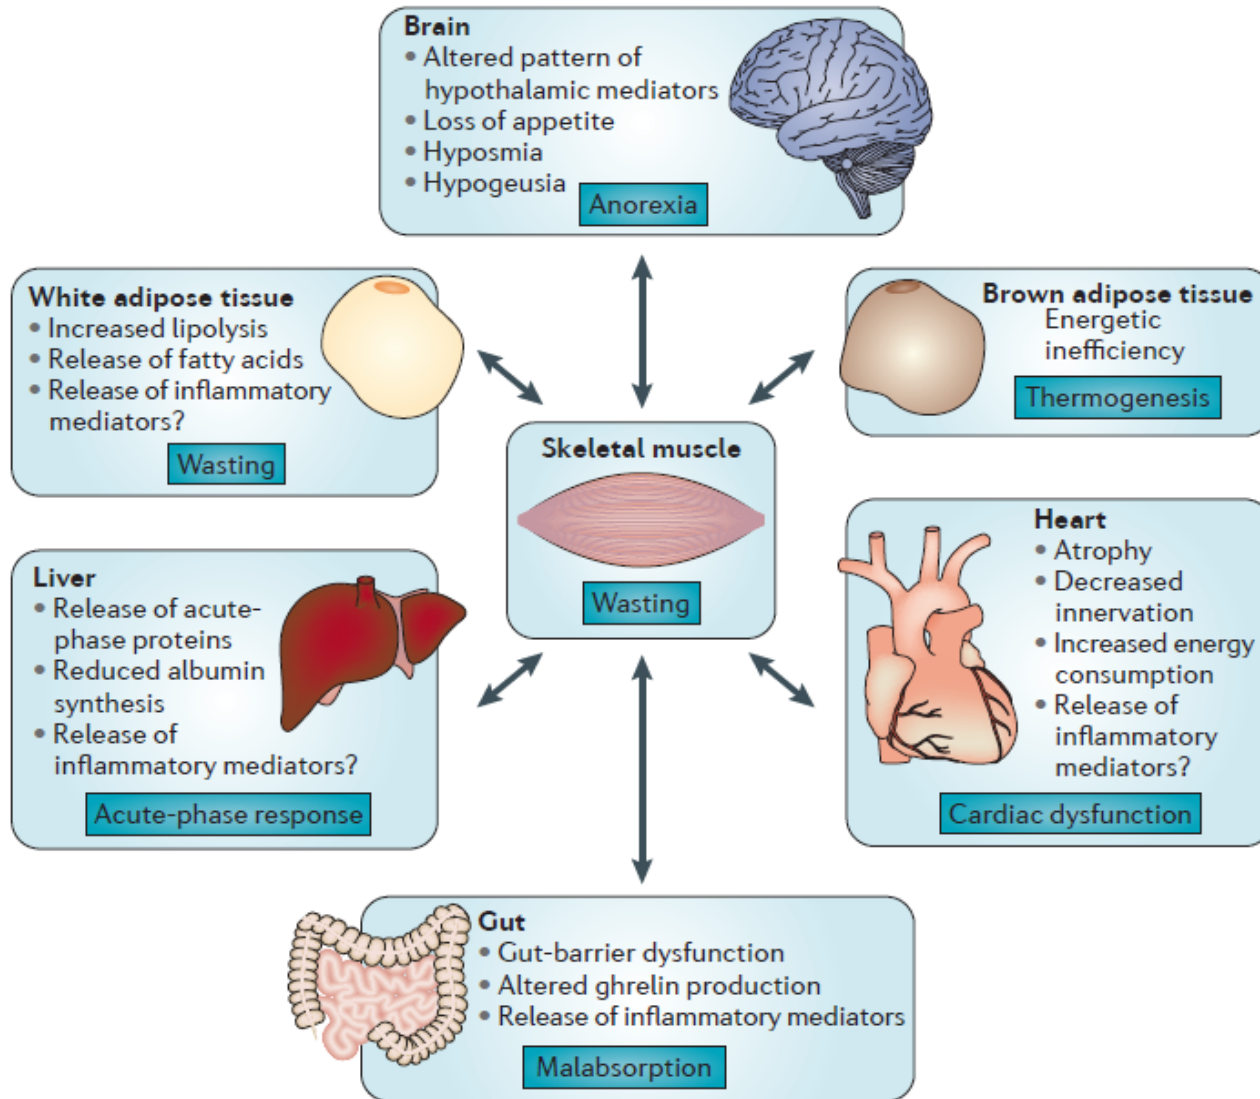 Brain
• Altered pattern of
hypothalamic mediators
• Loss of appetite
• Hyposmia
• Hypogeusia
Anorexia
White adipose tissue
• Increased lipolysis
• Release of fatty acids
• Release of inflammatory
mediators?
Wasting
Brown adipose tissue
Energetic
inefficiency
Thermogenesis
Skeletal muscle
Wasting
Liver
• Release of acute-
phase proteins
• Reduced albumin
synthesis
• Release of
inflammatory mediators?
Acute-phase response
Heart
• Atrophy
• Decreased
innervation
• Increased energy
consumption
• Release of
inflammatory
mediators?
Cardiac dysfunction
Gut
• Gut-barrier dysfunction
• Altered ghrelin production
• Release of inflammatory mediators
Malabsorption